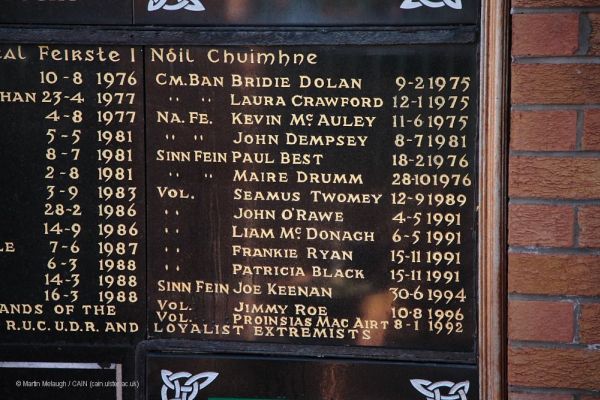 AL FEIRSTE I NDÍL CHUIMHNE
10-8 1976 CM. BAN BRIDIE DOLAN 9-2 1975
HAN 23-4 1977 " " LAURA CRAWFORD 12-1 1975
4-8 1977 NA. FE. KEVIN MC AULEY 11-6 1975
5-5 1981 " " JOHN DEMPSEY 8-7 1981
8-7 1981 SINN FEIN PAUL BEST 18-2 1976
2-8 1981 " " MAIRE DRUMM 28-10 1976
3-9 1983 VOL. SEAMUS TWOMEY 12-9 1989
28-2 1986 " JOHN O'RAWE 4-5 1991
14-9 1986 " LIAM MC DONAGH 6-5 1991
LE 7-6 1987 " FRANKIE RYAN 15-11 1991
6-3 1988 " PATRICIA BLACK 15-11 1991
14-3 1988 SINN FEIN JOE KEENAN 30-6 1994
16-3 1988 VOL. JIMMY ROE 10-8 1996
ANDS OF THE VOL. PROINSIAS MAC AIRT 8-1 1992
R.U.C. U.D.R. AND LOYALIST EXTREMISTS
© Martin Melaugh / CAIN (cain.ulster.ac.uk)